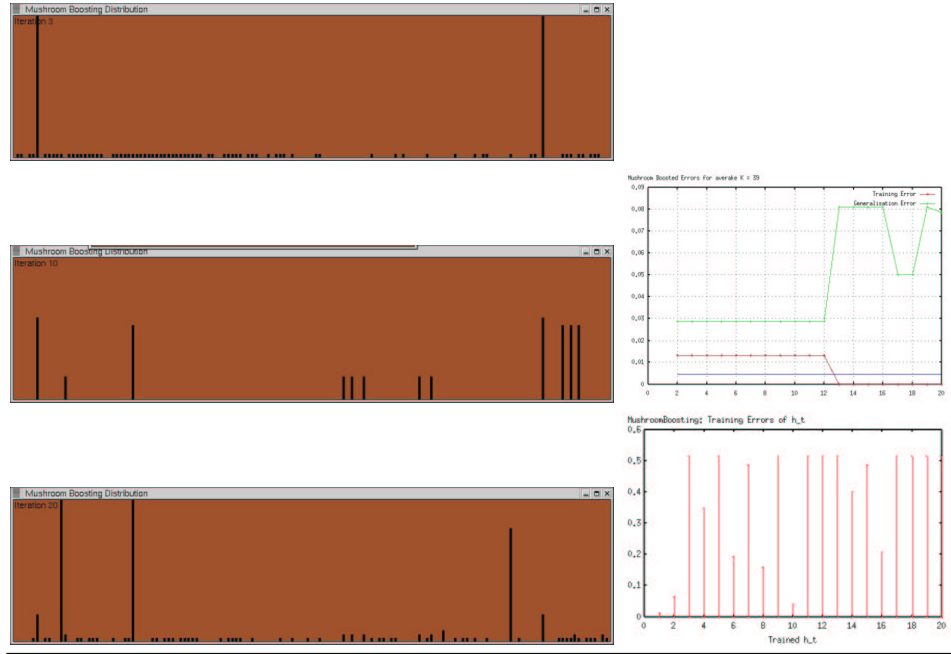 Mushroom Boosting Distribution
Iteration 3
Mushroom Boosted Errors for average K = 39
0.09
0.08
0.07
0.06
0.05
0.04
0.03
0.02
0.01
0
Training Error
Generalisation Error
0 2 4 6 8 10 12 14 16 18 20
Mushroom Boosting Distribution
Iteration 10
MushroomBoosting: Training Errors of h_t
0.6
0.5
0.4
0.3
0.2
0.1
0
0 2 4 6 8 10 12 14 16 18 20
Trained h_t
Mushroom Boosting Distribution
Iteration 20